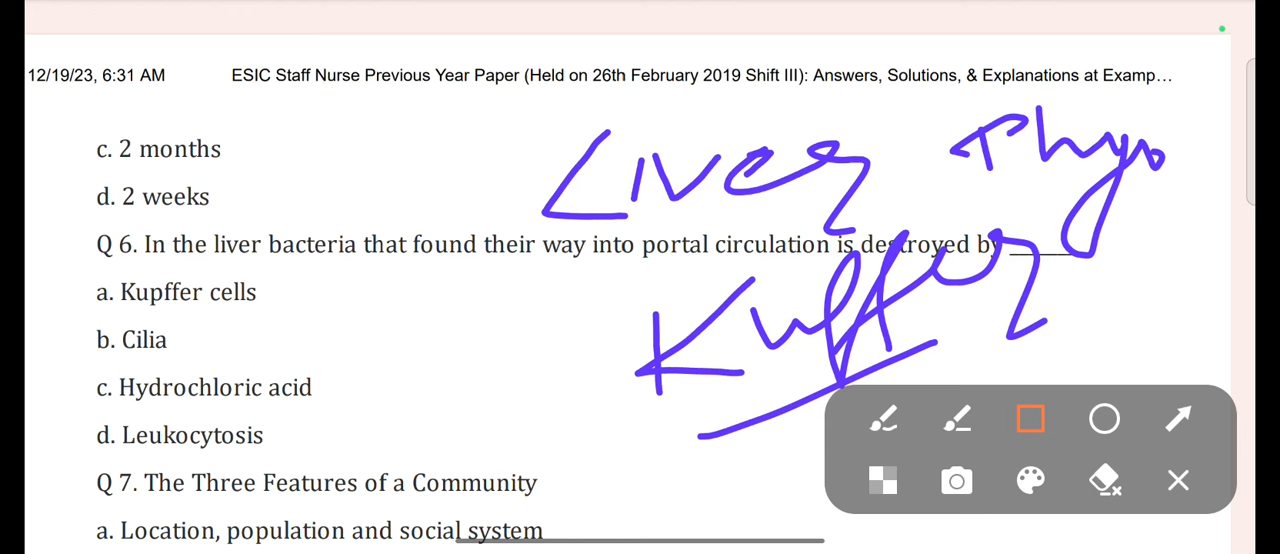 12/19/23, 6:31 AM ESIC Staff Nurse Previous Year Paper (Held on 26th February 2019 Shift III): Answers, Solutions, & Explanations at Examp…
c. 2 months
d. 2 weeks
Liver
Q 6. In the liver bacteria that found their way into portal circulation is destroyed by ______
a. Kupffer cells
Kuffer
b. Cilia
c. Hydrochloric acid
d. Leukocytosis
Q 7. The Three Features of a Community
a. Location, population and social system